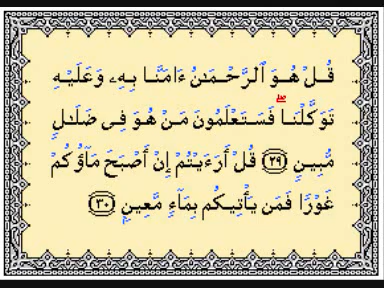 قُلْ هُوَ ٱلرَّحْمَـٰنُ ءَامَنَّا بِهِۦ وَعَلَيْهِ
تَوَكَّلْنَا ۖ فَسَتَعْلَمُونَ مَنْ هُوَ فِى ضَلَـٰلٍ
مُّبِينٍ ٢٩ قُلْ أَرَءَيْتُمْ إِنْ أَصْبَحَ مَآؤُكُمْ
غَوْرًا فَمَن يَأْتِيكُم بِمَآءٍ مَّعِينٍ ٣٠